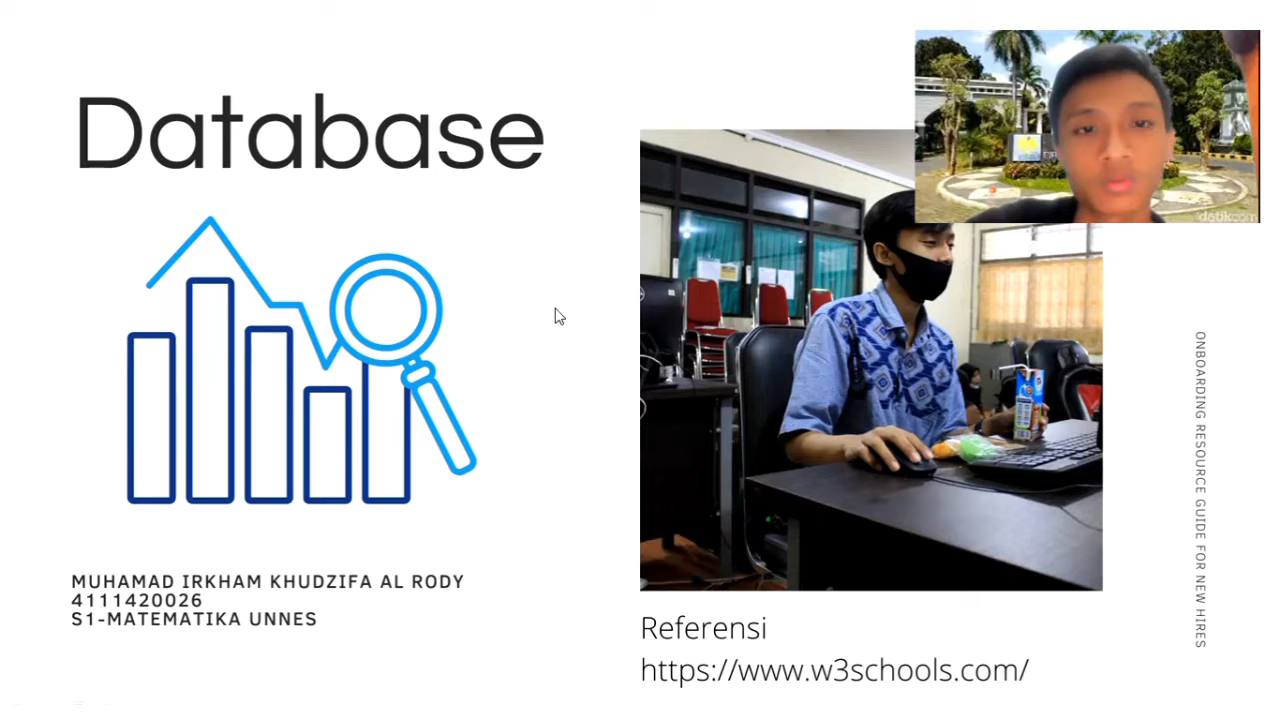 Database
MUHAMAD IRKHAM KHUDZIFA AL RODY
4111420026
S1-MATEMATIKA UNNES
Referensi
https://www.w3schools.com/
ONBOARDING RESOURCE GUIDE FOR NEW HIRES
detikcom